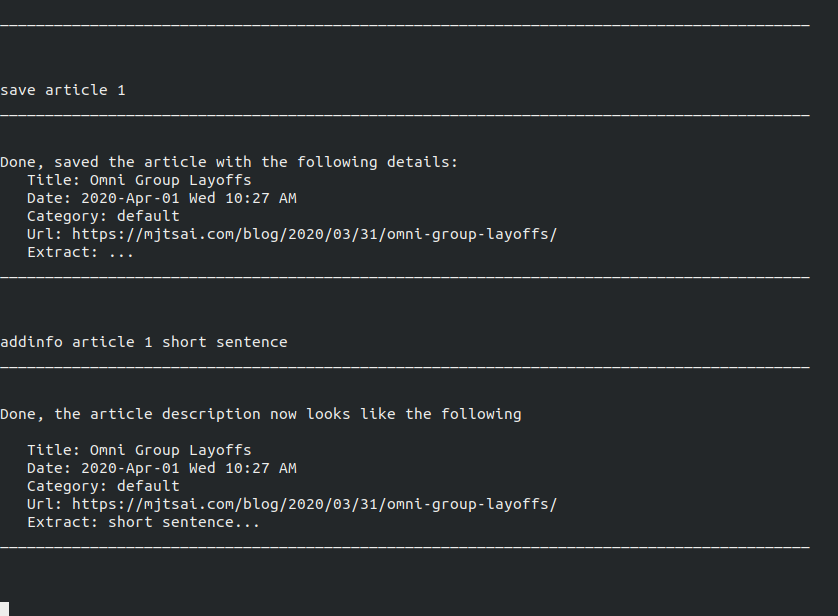 save article 1
Done, saved the article with the following details:
Title: Omni Group Layoffs
Date: 2020-Apr-01 Wed 10:27 AM
Category: default
Url: https://mjtsai.com/blog/2020/03/31/omni-group-layoffs/
Extract: ...
addinfo article 1 short sentence
Done, the article description now looks like the following
Title: Omni Group Layoffs
Date: 2020-Apr-01 Wed 10:27 AM
Category: default
Url: https://mjtsai.com/blog/2020/03/31/omni-group-layoffs/
Extract: short sentence...